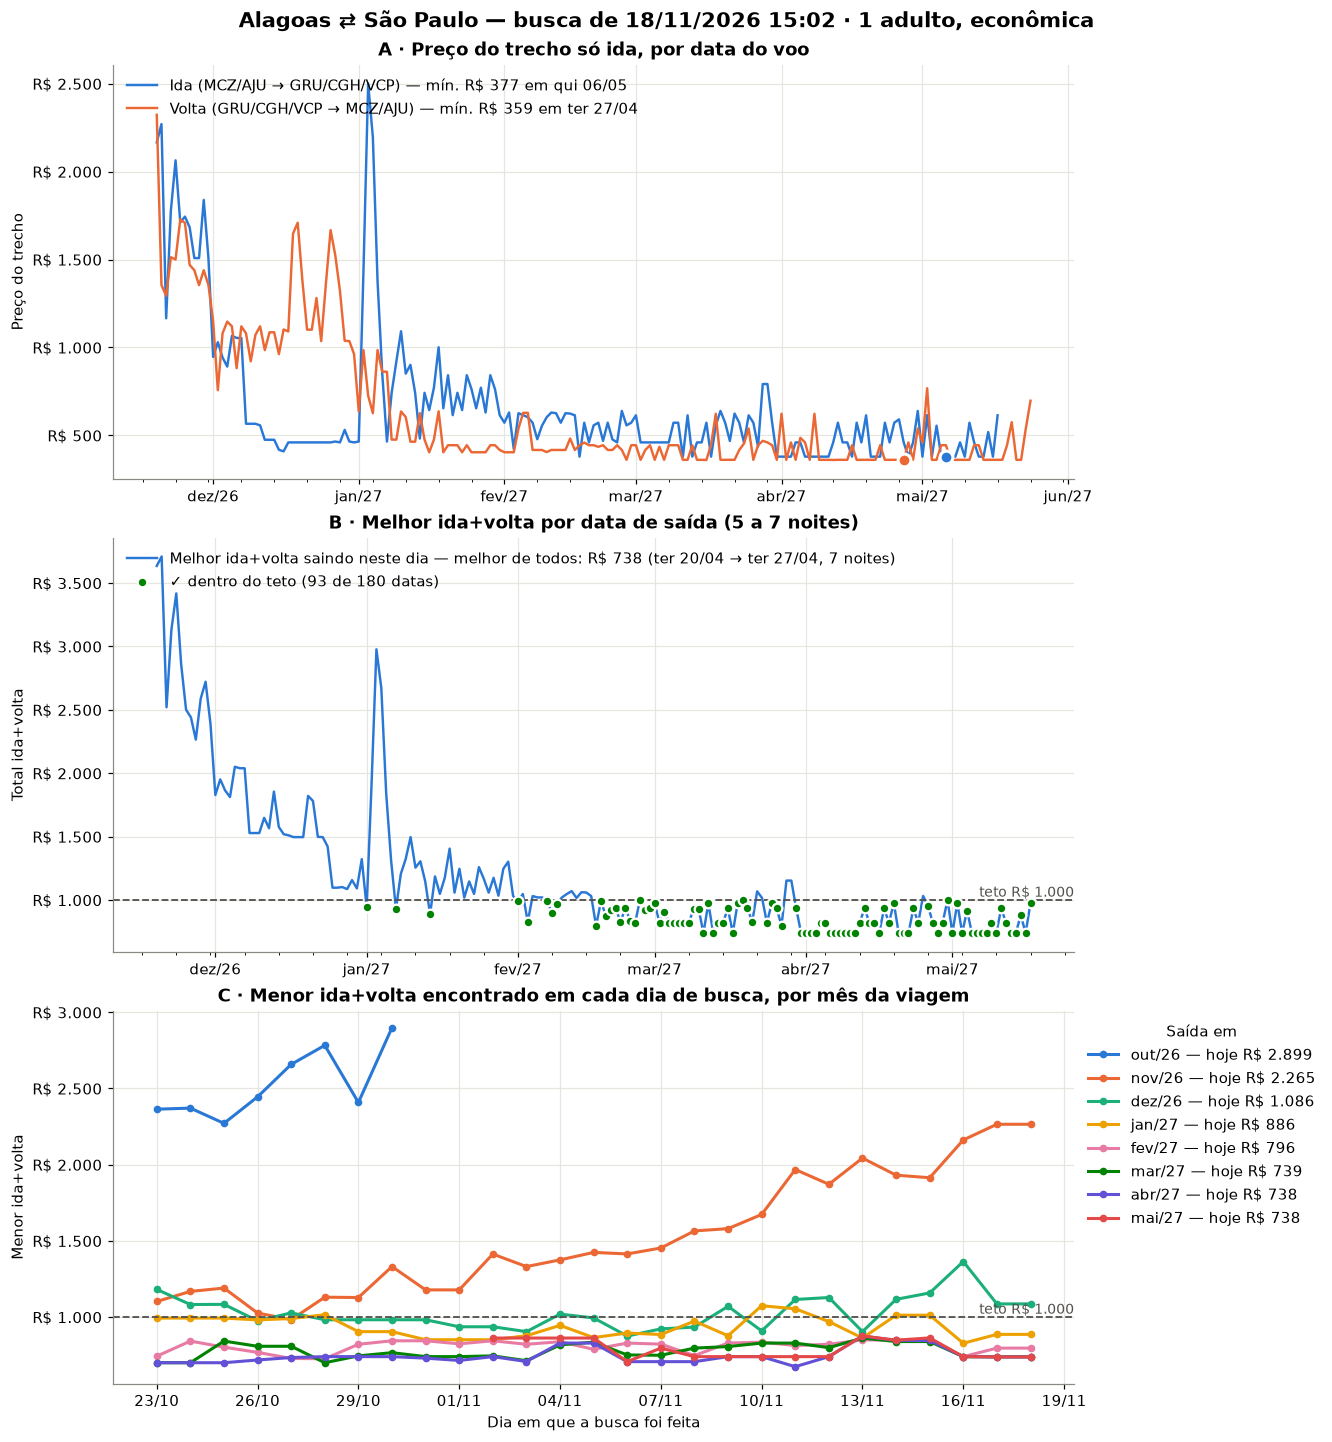 Alagoas ⇄ São Paulo — busca de 18/11/2026 15:02 · 1 adulto, econômica
A · Preço do trecho só ida, por data do voo
Ida (MCZ/AJU → GRU/CGH/VCP) — mín. R$ 377 em qui 06/05
Volta (GRU/CGH/VCP → MCZ/AJU) — mín. R$ 359 em ter 27/04
Preço do trecho
R$ 2.500
R$ 2.000
R$ 1.500
R$ 1.000
R$ 500
dez/26
jan/27
fev/27
mar/27
abr/27
mai/27
jun/27
B · Melhor ida+volta por data de saída (5 a 7 noites)
Melhor ida+volta saindo neste dia — melhor de todos: R$ 738 (ter 20/04 → ter 27/04, 7 noites)
✓ dentro do teto (93 de 180 datas)
Total ida+volta
R$ 3.500
R$ 3.000
R$ 2.500
R$ 2.000
R$ 1.500
R$ 1.000
teto R$ 1.000
dez/26
jan/27
fev/27
mar/27
abr/27
mai/27
C · Menor ida+volta encontrado em cada dia de busca, por mês da viagem
Menor ida+volta
R$ 3.000
R$ 2.500
R$ 2.000
R$ 1.500
R$ 1.000
teto R$ 1.000
23/10
26/10
29/10
01/11
04/11
07/11
10/11
13/11
16/11
19/11
Dia em que a busca foi feita
Saída em
out/26 — hoje R$ 2.899
nov/26 — hoje R$ 2.265
dez/26 — hoje R$ 1.086
jan/27 — hoje R$ 886
fev/27 — hoje R$ 796
mar/27 — hoje R$ 739
abr/27 — hoje R$ 738
mai/27 — hoje R$ 738